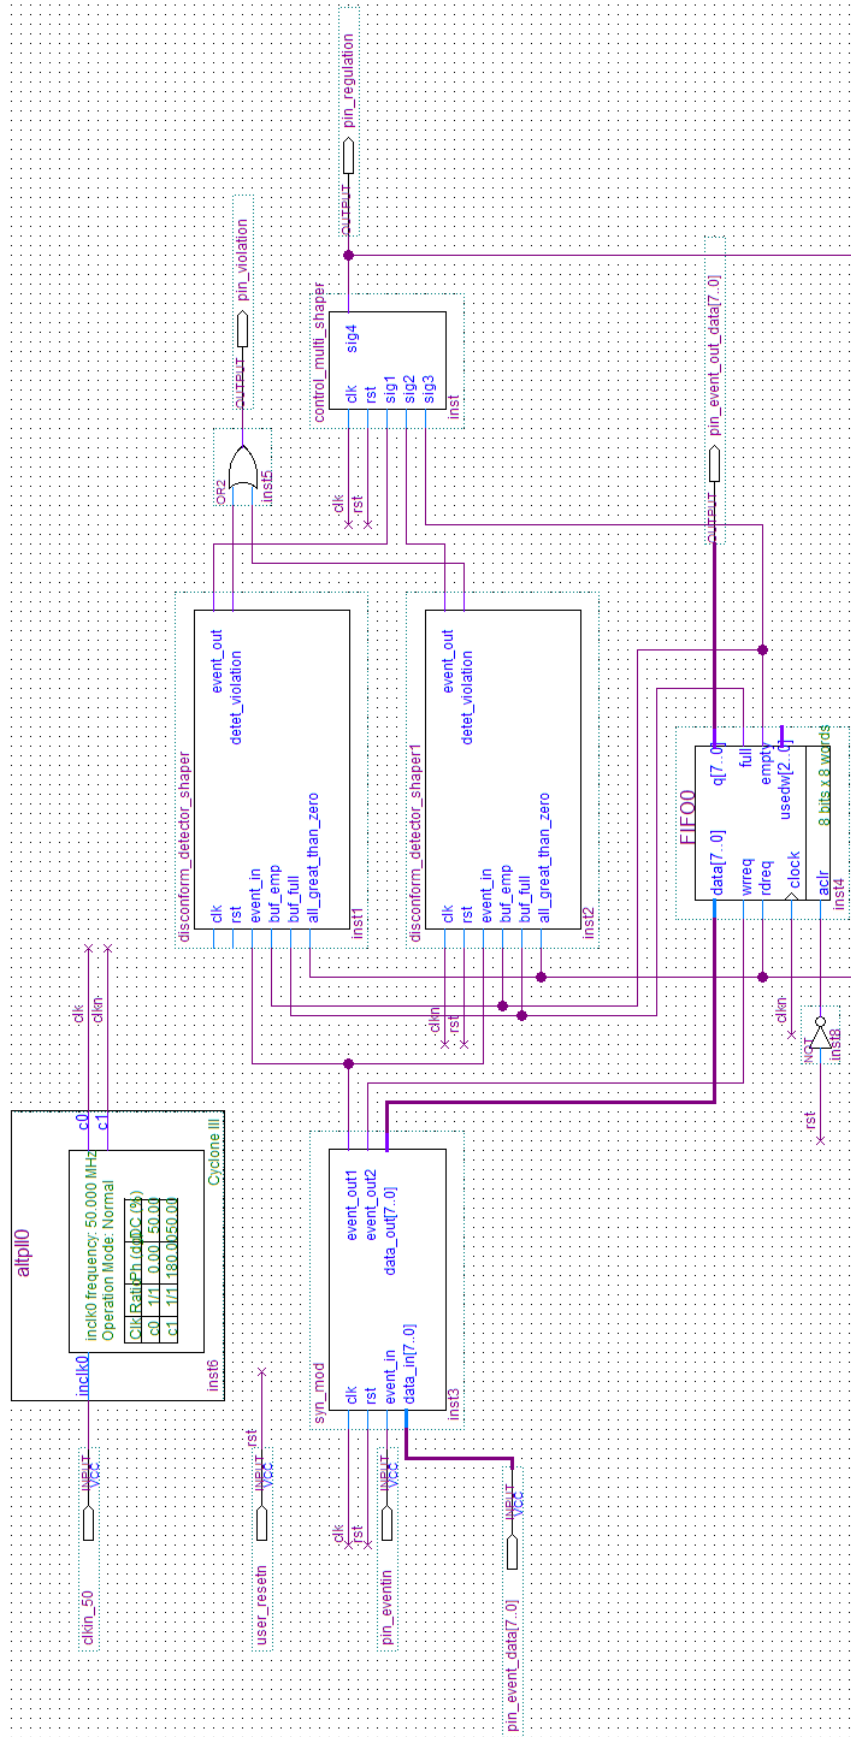 clkin_50
INPUT
VCC
altpll0
inclk0
inclk0 frequency: 50.000 MHz
Operation Mode: Normal
Clk Ratio Ph (dg) DC (%)
c0 1/1 0.00 50.00
c1 1/1 180.00 50.00
c0
c1
inst6
Cyclone III
clk
clkn
user_resetn
INPUT
VCC
rst
pin_eventin
INPUT
VCC
pin_event_data[7..0]
INPUT
VCC
clk
rst
syn_mod
clk
rst
event_in
data_in[7..0]
event_out1
event_out2
data_out[7..0]
inst3
disconform_detector_shaper
clk
rst
event_in
buf_emp
buf_full
all_great_than_zero
event_out
detet_violation
inst1
clkn
rst
disconform_detector_shaper1
clk
rst
event_in
buf_emp
buf_full
all_great_than_zero
event_out
detet_violation
inst2
OR2
inst5
OUTPUT
pin_violation
clk
rst
control_multi_shaper
clk
rst
sig1
sig2
sig3
sig4
inst
OUTPUT
pin_regulation
rst
NOT
inst8
clkn
FIFO0
data[7..0]
wrreq
rdreq
clock
aclr
q[7..0]
full
empty
usedw[2..0]
8 bits x 8 words
inst4
OUTPUT
pin_event_out_data[7..0]